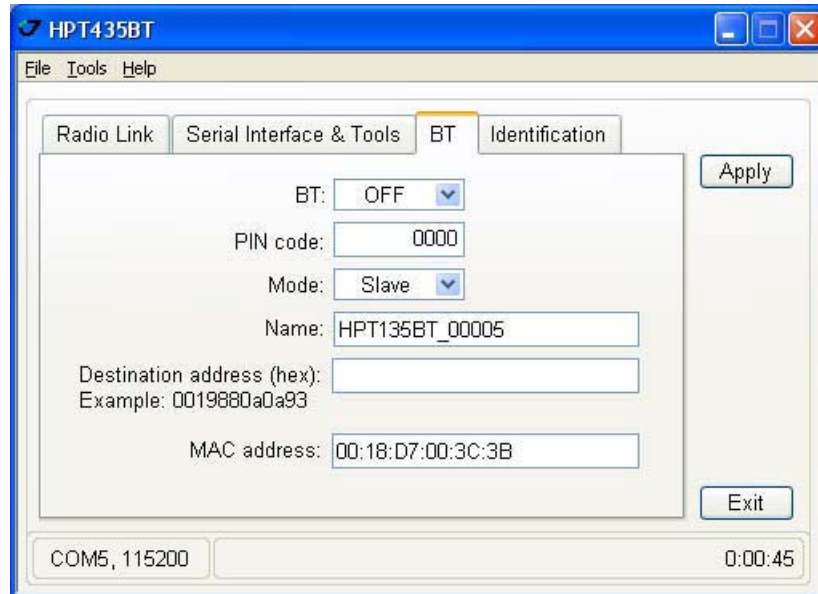 HPT435BT
File Tools Help
Radio Link Serial Interface & Tools BT Identification
Apply
BT: OFF
PIN code: 0000
Mode: Slave
Name: HPT135BT_00005
Destination address (hex):
Example: 0019880a0a93
MAC address: 00:18:D7:00:3C:3B
Exit
COM5, 115200 0:00:45